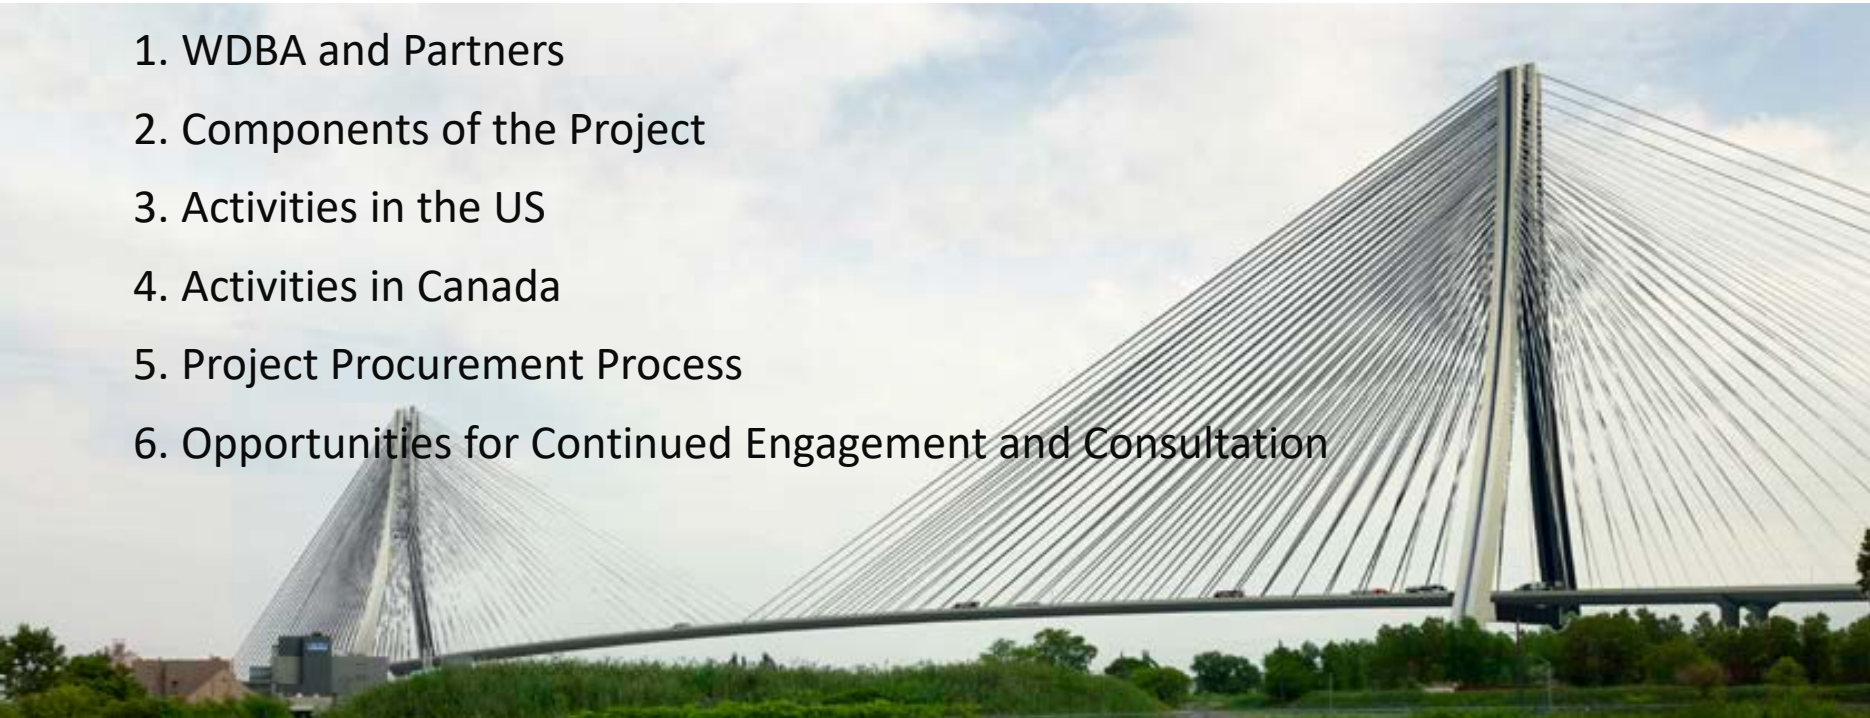 1. WDBA and Partners
2. Components of the Project
3. Activities in the US
4. Activities in Canada
5. Project Procurement Process
6. Opportunities for Continued Engagement and Consultation